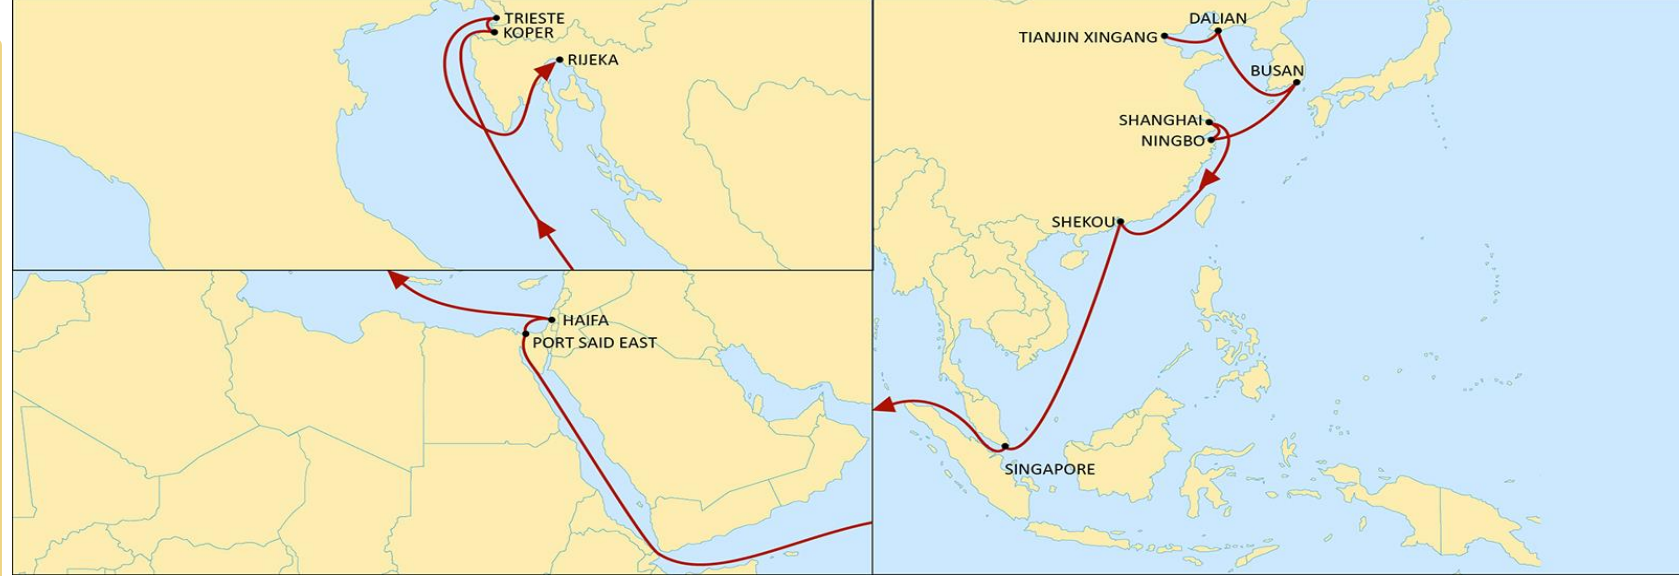 TRIESTE
KOPER
RIJEKA
HAIFA
PORT SAID EAST
DALIAN
TIANJIN XINGANG
BUSAN
SHANGHAI
NINGBO
SHEKOU
SINGAPORE